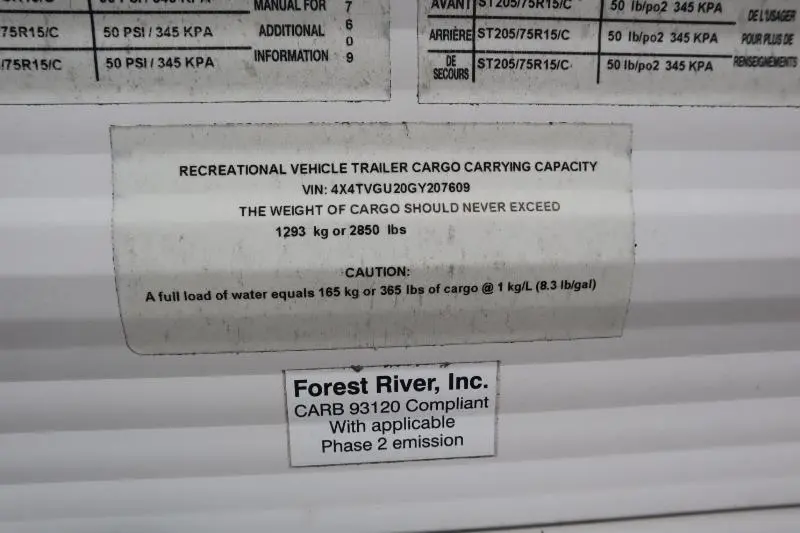 50 PSI / 345 KPA
MANUAL FOR
7
/75R15/C
50 PSI / 345 KPA
ADDITIONAL
6
0
/75R15/C
50 PSI / 345 KPA
INFORMATION
9
AVANT ST205/75R15/C 50 lb/po2 345 KPA DE L'USAGER
ARRIÈRE ST205/75R15/C 50 lb/po2 345 KPA POUR PLUS DE
DE SECOURS ST205/75R15/C 50 lb/po2 345 KPA RENSEIGNEMENTS
RECREATIONAL VEHICLE TRAILER CARGO CARRYING CAPACITY
VIN: 4X4TVGU20GY207609
THE WEIGHT OF CARGO SHOULD NEVER EXCEED
1293 kg or 2850 lbs
CAUTION:
A full load of water equals 165 kg or 365 lbs of cargo @ 1 kg/L (8.3 lb/gal)
Forest River, Inc.
CARB 93120 Compliant
With applicable
Phase 2 emission